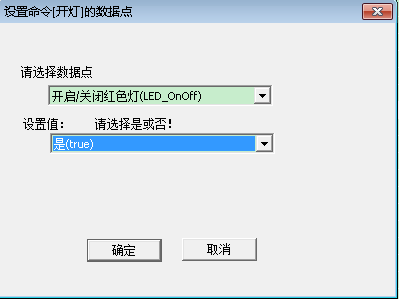 设置命令[开灯]的数据点
请选择数据点
开启/关闭红色灯(LED_OnOff)
设置值： 请选择是或否!
是(true)
确定 取消